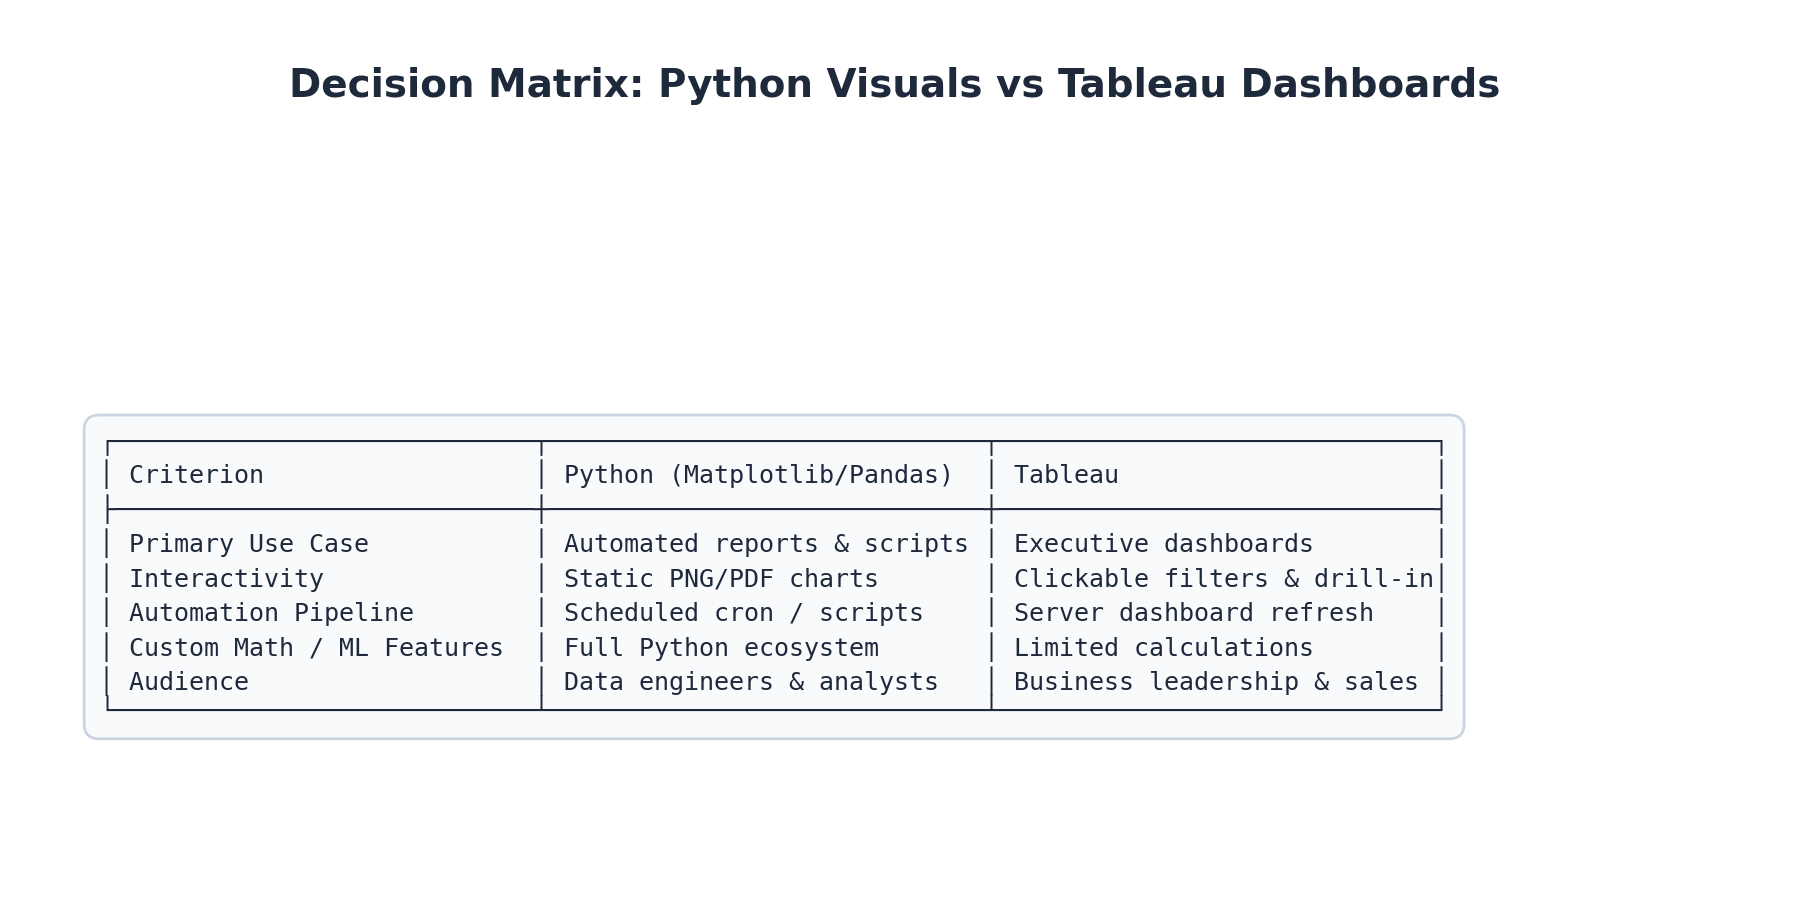 Decision Matrix: Python Visuals vs Tableau Dashboards
Criterion Python (Matplotlib/Pandas) Tableau
Primary Use Case Automated reports & scripts Executive dashboards
Interactivity Static PNG/PDF charts Clickable filters & drill-in
Automation Pipeline Scheduled cron / scripts Server dashboard refresh
Custom Math / ML Features Full Python ecosystem Limited calculations
Audience Data engineers & analysts Business leadership & sales